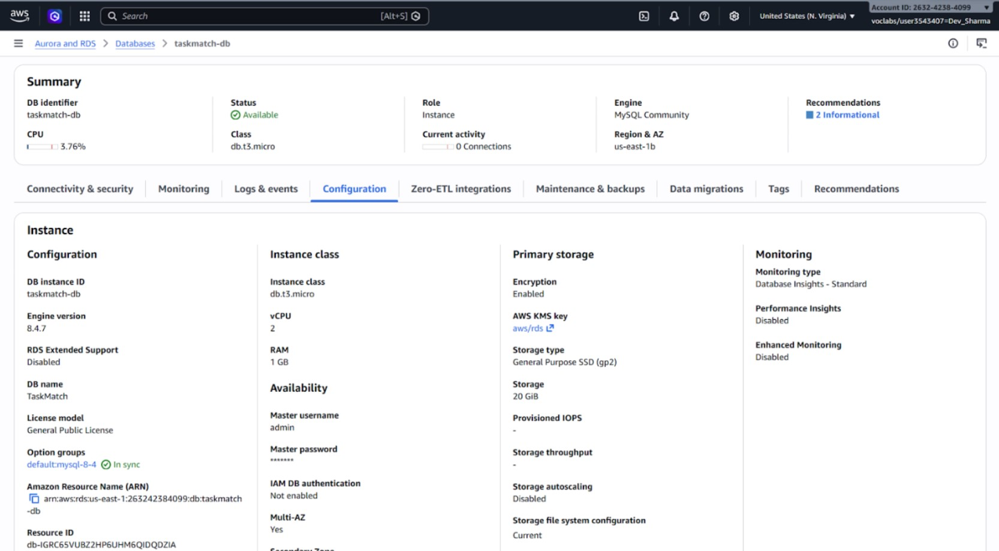 aws
Search
[Alt+S]
United States (N. Virginia)
Account ID: 2632-4238-4099
voclabs/user3543407=Dev_Sharma
Aurora and RDS > Databases > taskmatch-db
Summary
DB identifier
taskmatch-db
CPU
3.76%
Status
Available
Class
db.t3.micro
Role
Instance
Current activity
0 Connections
Engine
MySQL Community
Region & AZ
us-east-1b
Recommendations
2 Informational
Connectivity & security
Monitoring
Logs & events
Configuration
Zero-ETL integrations
Maintenance & backups
Data migrations
Tags
Recommendations
Instance
Configuration
DB instance ID
taskmatch-db
Engine version
8.4.7
RDS Extended Support
Disabled
DB name
TaskMatch
License model
General Public License
Option groups
default:mysql-8-4 In sync
Amazon Resource Name (ARN)
arn:aws:rds:us-east-1:263242384099:db:taskmatch
-db
Resource ID
db-IGRC65VUBZ2HP6UHM6QIDQDZIA
Instance class
Instance class
db.t3.micro
vCPU
2
RAM
1 GB
Availability
Master username
admin
Master password
*******
IAM DB authentication
Not enabled
Multi-AZ
Yes
Secondary Zone
Primary storage
Encryption
Enabled
AWS KMS key
aws/rds
Storage type
General Purpose SSD (gp2)
Storage
20 GiB
Provisioned IOPS
-
Storage throughput
-
Storage autoscaling
Disabled
Storage file system configuration
Current
Monitoring
Monitoring type
Database Insights - Standard
Performance Insights
Disabled
Enhanced Monitoring
Disabled